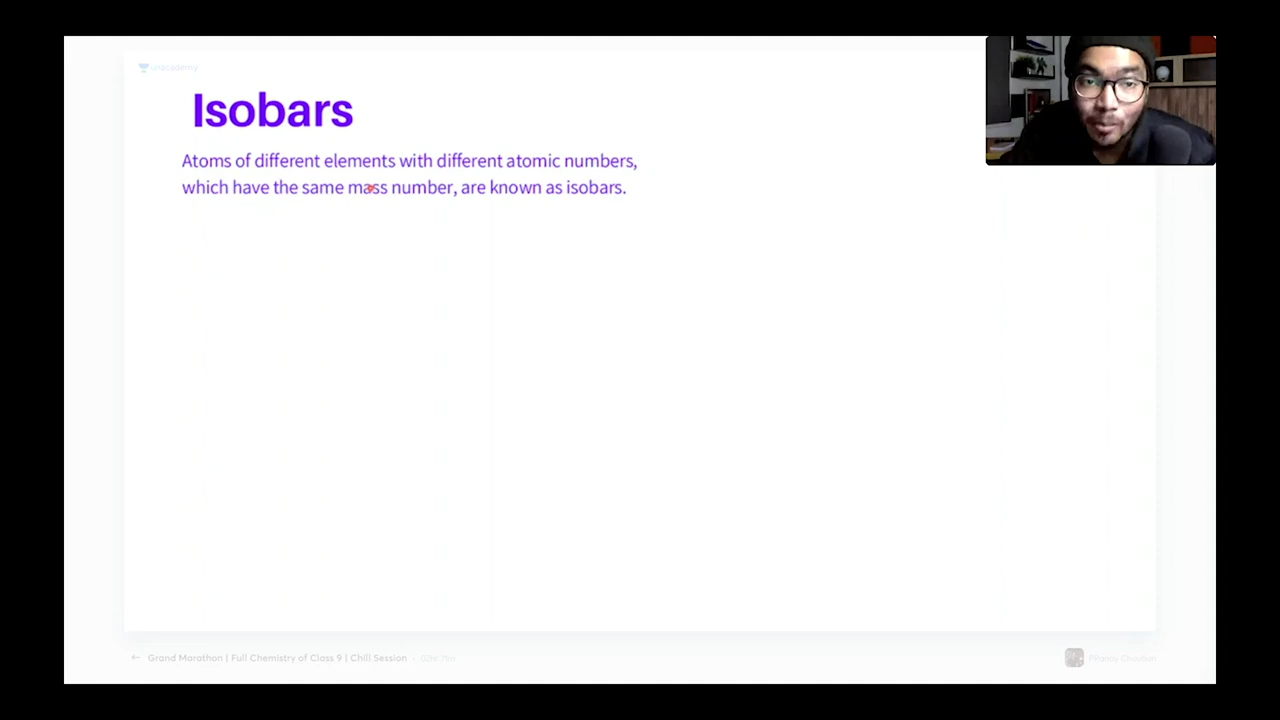 unacademy
Isobars
Atoms of different elements with different atomic numbers,
which have the same mass number, are known as isobars.
Grand Marathon | Full Chemistry of Class 9 | Chill Session